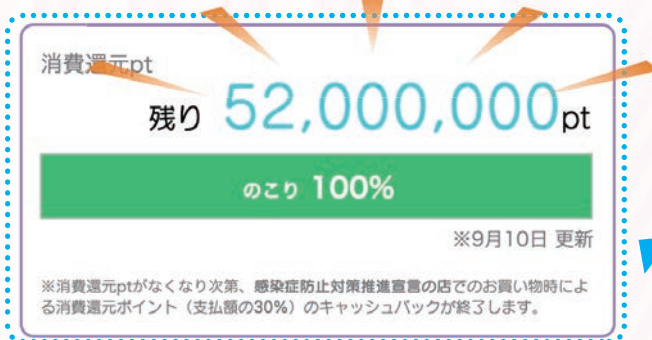 消費還元pt
残り 52,000,000pt
のこり 100%
※9月10日 更新
※消費還元ptがなくなり次第、感染症防止対策推進宣言の店でのお買い物時によ
る消費還元ポイント（支払額の30%）のキャッシュバックが終了します。